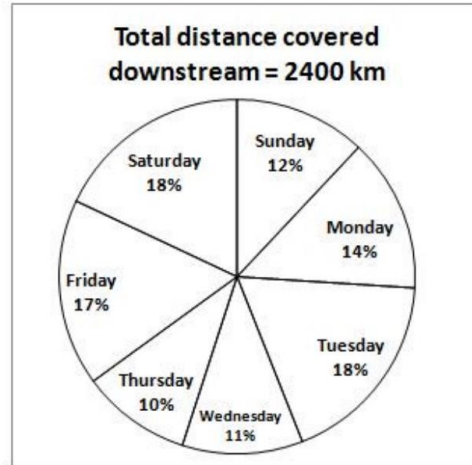 Total distance covered
downstream = 2400 km
Sunday
12%
Monday
14%
Tuesday
18%
Wednesday
11%
Thursday
10%
Friday
17%
Saturday
18%